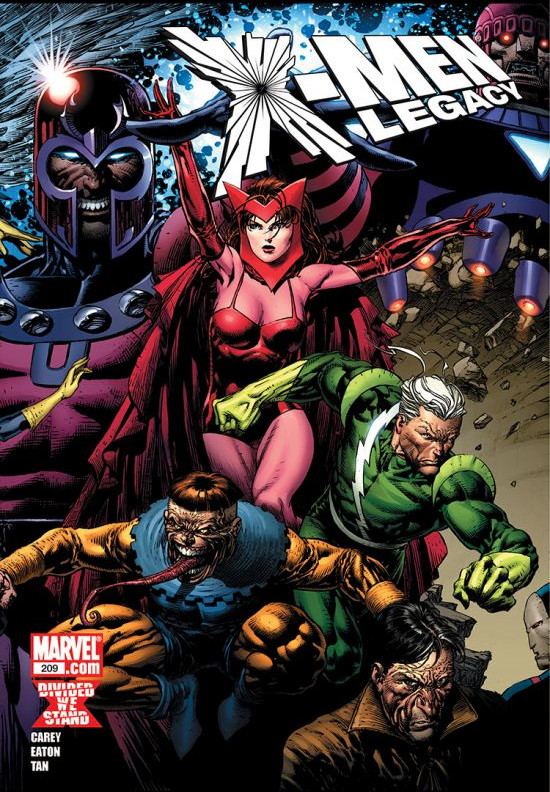 X-MEN
LEGACY
MARVEL
209 .com
DIVIDED
WE
STAND
CAREY
EATON
TAN